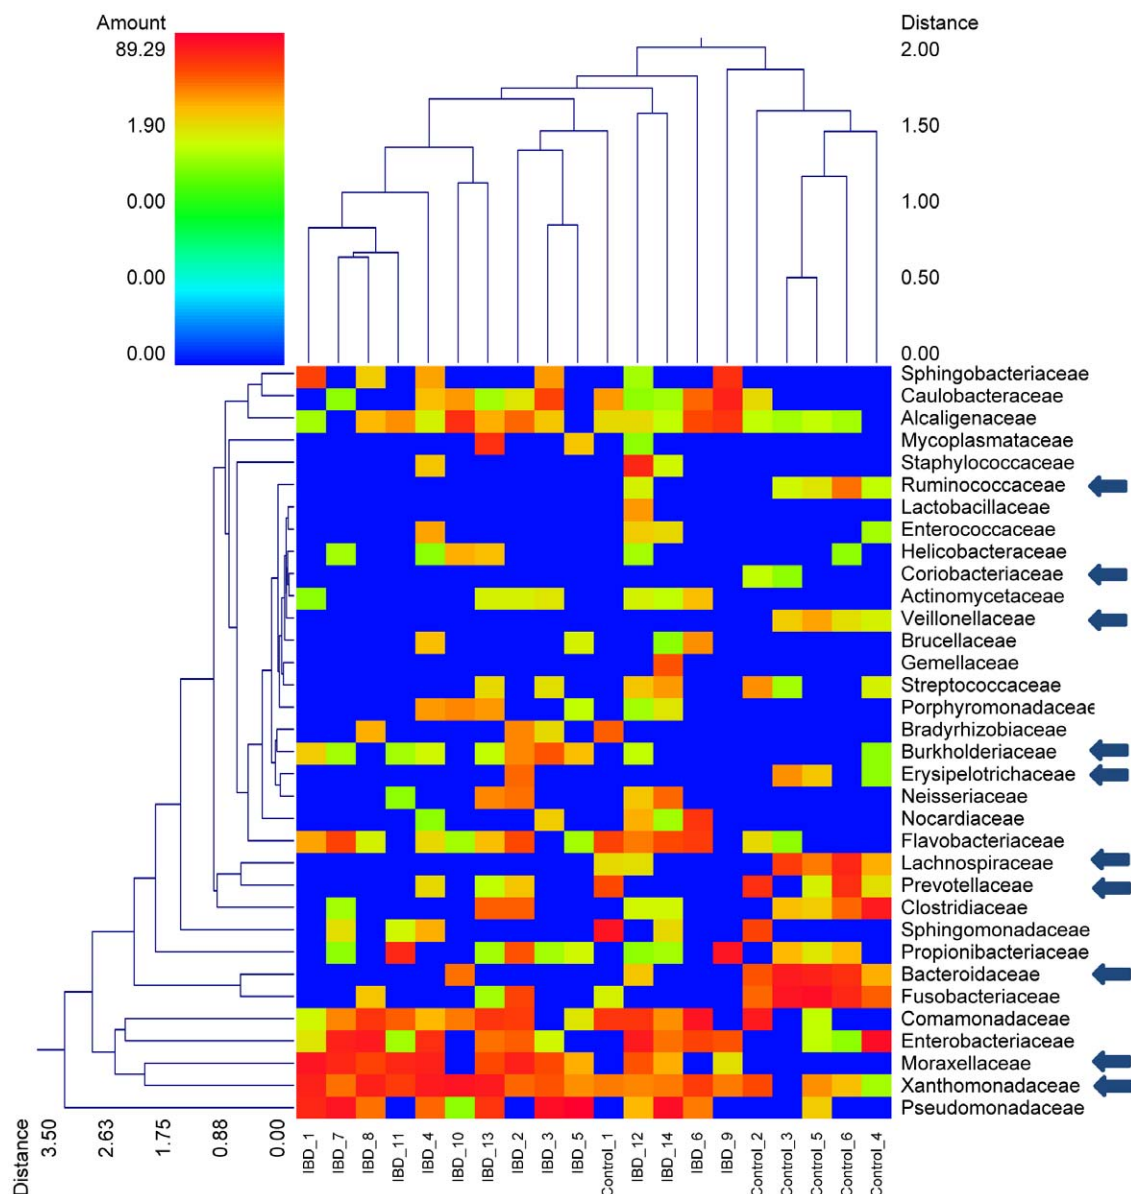 Amount
89.29
1.90
0.00
0.00
0.00
Distance
2.00
1.50
1.00
0.50
0.00
Sphingobacteriaceae
Caulobacteraceae
Alcaligenaceae
Mycoplasmataceae
Staphylococcaceae
Ruminococcaceae
Lactobacillaceae
Enterococcaceae
Helicobacteraceae
Coriobacteriaceae
Actinomycetaceae
Veillonellaceae
Brucellaceae
Gemellaceae
Streptococcaceae
Porphyromonadaceae
Bradyrhizobiaceae
Burkholderiaceae
Erysipelotrichaceae
Neisseriaceae
Nocardiaceae
Flavobacteriaceae
Lachnospiraceae
Prevotellaceae
Clostridiaceae
Sphingomonadaceae
Propionibacteriaceae
Bacteroidaceae
Fusobacteriaceae
Comamonadaceae
Enterobacteriaceae
Moraxellaceae
Xanthomonadaceae
Pseudomonadaceae
Distance
3.50
2.63
1.75
0.88
0.00
IBD_1
IBD_7
IBD_8
IBD_11
IBD_4
IBD_10
IBD_13
IBD_2
IBD_3
IBD_5
Control_1
IBD_12
IBD_14
IBD_6
IBD_9
Control_2
Control_3
Control_5
Control_6
Control_4